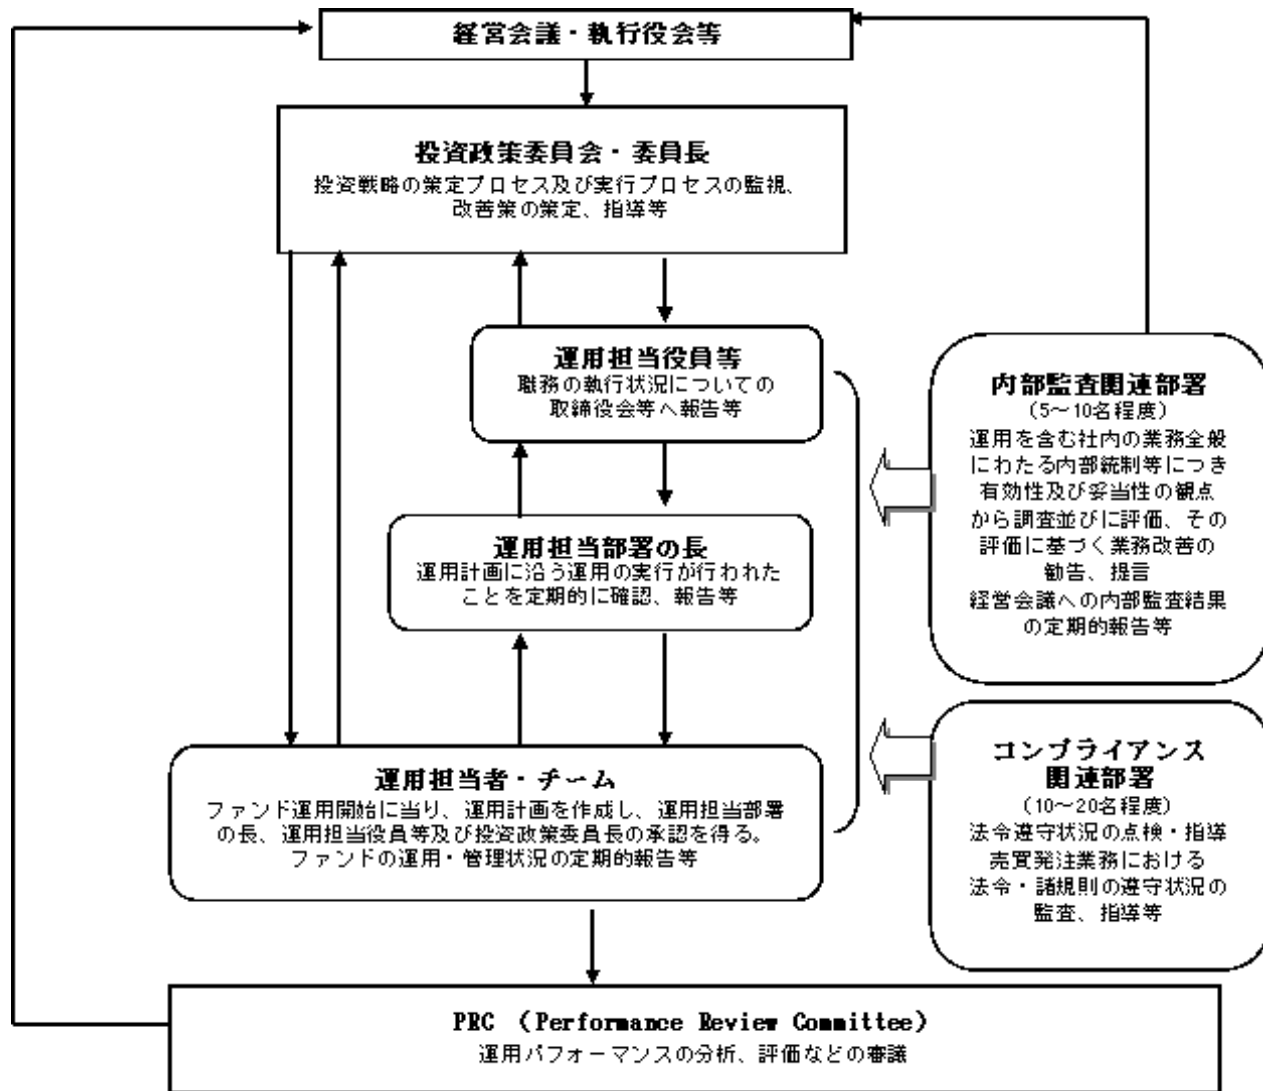 経営会議・執行役会等
投資政策委員会・委員長
投資戦略の策定プロセス及び実行プロセスの監視、
改善策の策定、指導等
運用担当役員等
職務の執行状況についての
取締役会等へ報告等
運用担当部署の長
運用計画に沿う運用の実行が行われた
ことを定期的に確認、報告等
運用担当者・チーム
ファンド運用開始に当り、運用計画を作成し、運用担当部署
の長、運用担当役員等及び投資政策委員長の承認を得る。
ファンドの運用・管理状況の定期的報告等
内部監査関連部署
(5～10名程度)
運用を含む社内の業務全般
にわたる内部統制等につき
有効性及び妥当性の観点
から調査並びに評価、その
評価に基づく業務改善の
勧告、提言
経営会議への内部監査結果
の定期的報告等
コンプライアンス
関連部署
(10～20名程度)
法令遵守状況の点検・指導
売買発注業務における
法令・諸規則の遵守状況の
監査、指導等
PRC （Performance Review Committee）
運用パフォーマンスの分析、評価などの審議